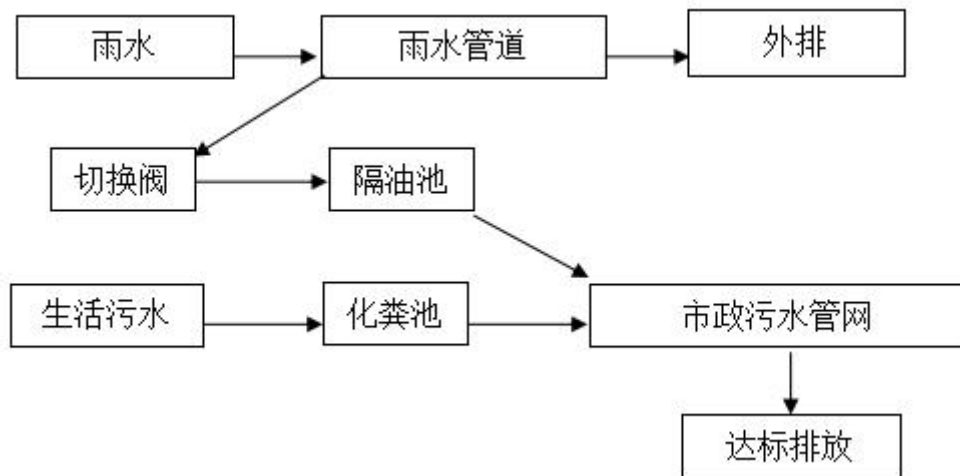 雨水
雨水管道
外排
切换阀
隔油池
生活污水
化粪池
市政污水管网
达标排放